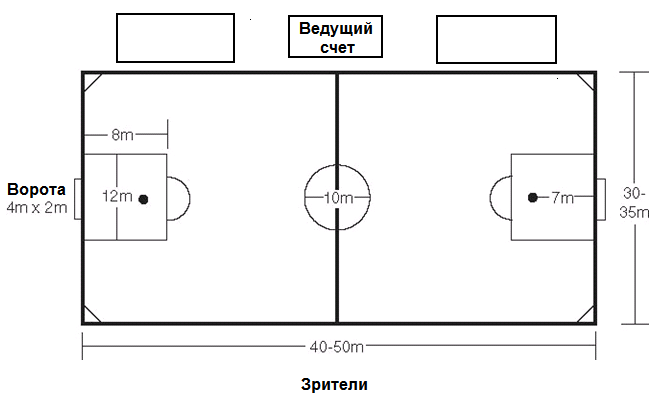 Ведущий
счет
8m
Ворота
4m x 2m
12m
10m
7m
30-
35m
40-50m
Зрители